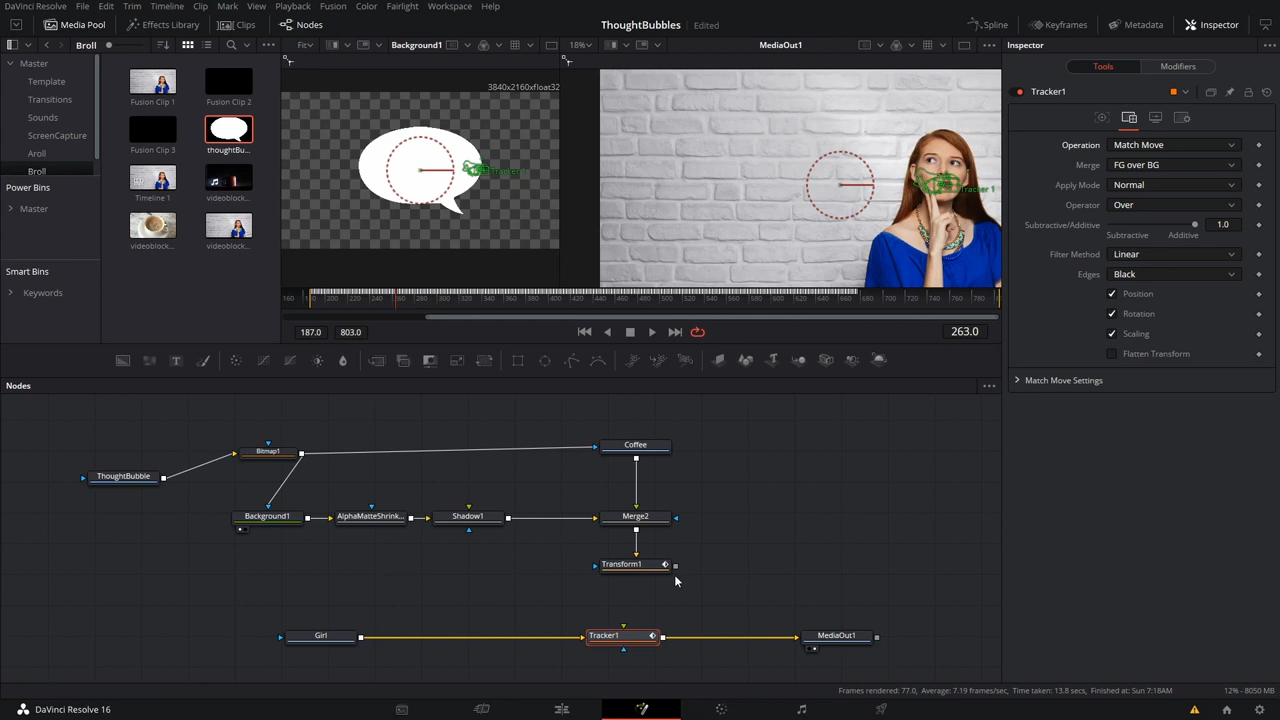 DaVinci Resolve File Edit Trim Timeline Clip Mark View Playback Fusion Color Fairlight Workspace Help
Media Pool Effects Library Clips Nodes ThoughtBubbles Edited Spline Keyframes Metadata Inspector
Broll Fit Background1 18% MediaOut1 Inspector
Master
Template
Transitions
Sounds
ScreenCapture
Aroll
Broll
Power Bins
Master
Smart Bins
Keywords
Fusion Clip 1 Fusion Clip 2
Fusion Clip 3 thoughtBu...
Timeline 1 videoblock...
videoblock... videoblock...
3840x2160xfloat32
Tracker 1
Tools Modifiers
Tracker1
Operation Match Move
Merge FG over BG
Apply Mode Normal
Operator Over
Subtractive/Additive 1.0
Subtractive Additive
Filter Method Linear
Edges Black
Position
Rotation
Scaling
Flatten Transform
Match Move Settings
187.0 803.0 263.0
Nodes
ThoughtBubble
Bitmap1
Coffee
Background1
AlphaMatteShrink...
Shadow1
Merge2
Transform1
Girl
Tracker1
MediaOut1
Frames rendered: 77.0, Average: 7.19 frames/sec, Time taken: 13.8 secs, Finished at: Sun 7:18AM 12% - 8050 MB
DaVinci Resolve 16